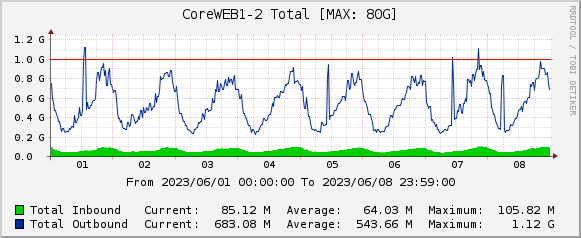 CoreWEB1-2 Total [MAX: 80G]
RRDTOOL / TOBI OETIKER
1.2 G
1.0 G
0.8 G
0.6 G
0.4 G
0.2 G
0.0
01 02 03 04 05 06 07 08
From 2023/06/01 00:00:00 To 2023/06/08 23:59:00
Total Inbound Current: 85.12 M Average: 64.03 M Maximum: 105.82 M
Total Outbound Current: 683.08 M Average: 543.66 M Maximum: 1.12 G